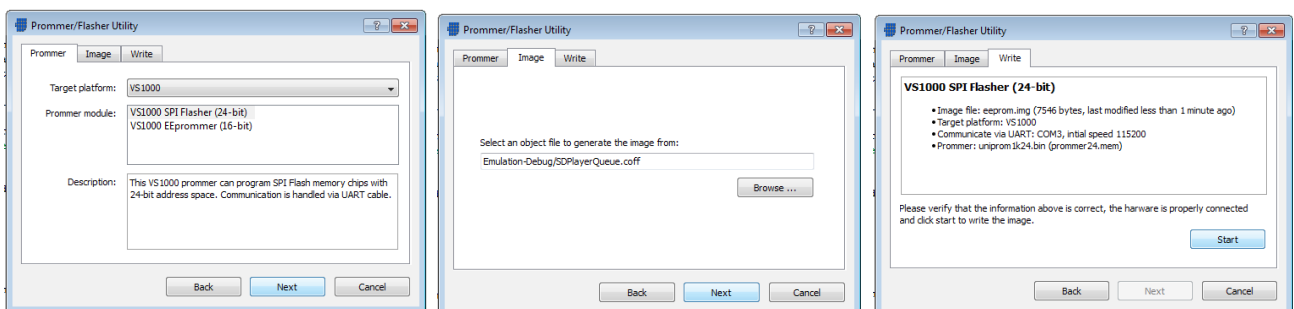 Prommer/Flasher Utility
Prommer Image Write
Target platform: VS1000
Prommer module: VS1000 SPI Flasher (24-bit)
VS1000 EEprommer (16-bit)
Description: This VS1000 prommer can program SPI Flash memory chips with
24-bit address space. Communication is handled via UART cable.
Back Next Cancel
Prommer/Flasher Utility
Prommer Image Write
Select an object file to generate the image from:
Emulation-Debug/SDPlayerQueue.coff
Browse ...
Back Next Cancel
Prommer/Flasher Utility
Prommer Image Write
VS1000 SPI Flasher (24-bit)
• Image file: eeprom.img (7546 bytes, last modified less than 1 minute ago)
• Target platform: VS1000
• Communicate via UART: COM3, intial speed 115200
• Prommer: uniprom1k24.bin (prommer24.mem)
Please verify that the information above is correct, the harware is properly connected
and click start to write the image.
Start
Back Next Cancel